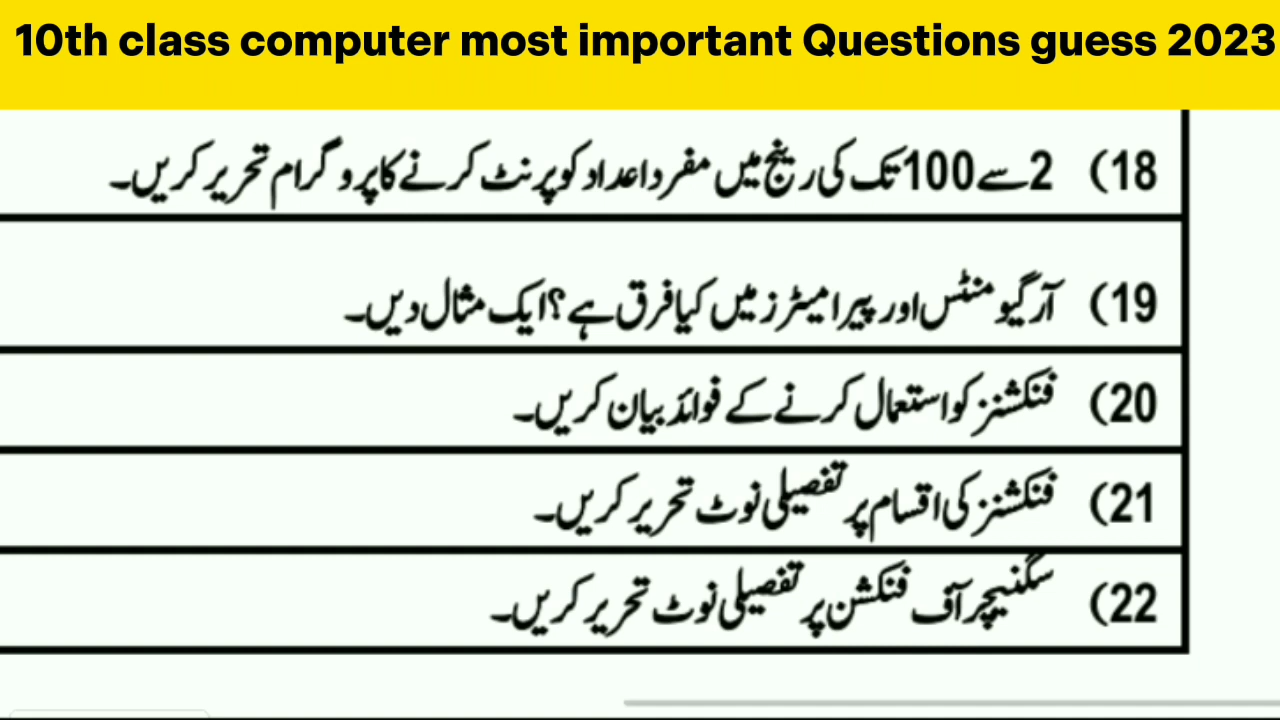 10th class computer most important Questions guess 2023
18) 2 سے 100 تک کی رینج میں مفرد اعداد کو پرنٹ کرنے کا پروگرام تحریر کریں۔
19) آرگیومنٹس اور پیرامیٹرز میں کیا فرق ہے؟ ایک مثال دیں۔
20) فنکشنز کو استعمال کرنے کے فوائد بیان کریں۔
21) فنکشنز کی اقسام پر تفصیلی نوٹ تحریر کریں۔
22) سگنیچر آف فنکشن پر تفصیلی نوٹ تحریر کریں۔